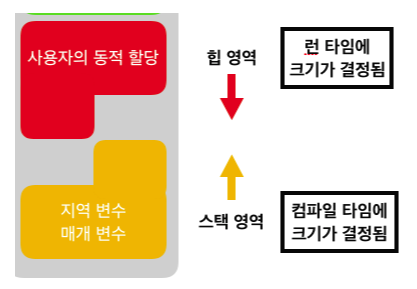 사용자의 동적 할당
힙 영역
런 타임에
크기가 결정됨
지역 변수
매개 변수
스택 영역
컴파일 타임에
크기가 결정됨